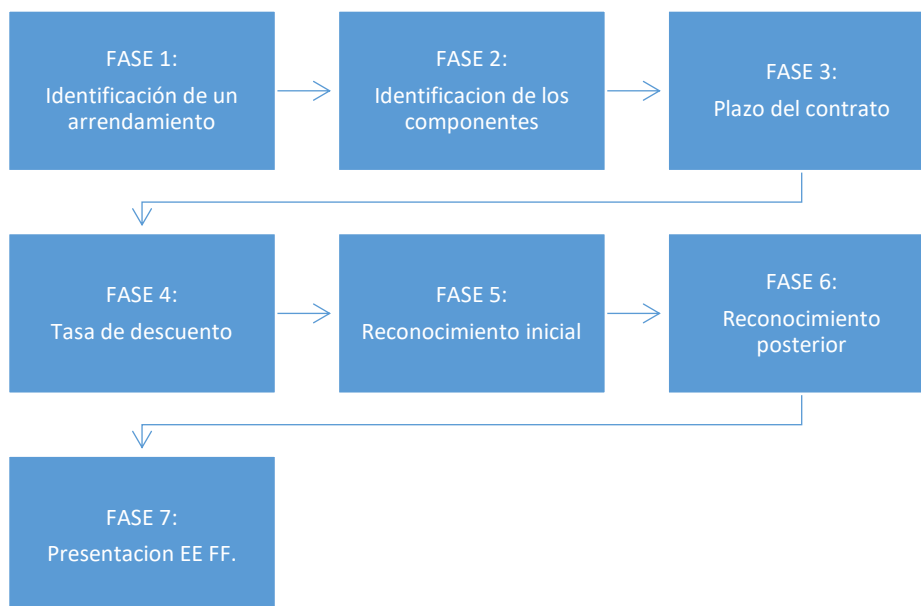 FASE 1:
Identificación de un
arrendamiento
FASE 2:
Identificacion de los
componentes
FASE 3:
Plazo del contrato
FASE 4:
Tasa de descuento
FASE 5:
Reconocimiento inicial
FASE 6:
Reconocimiento
posterior
FASE 7:
Presentacion EE FF.